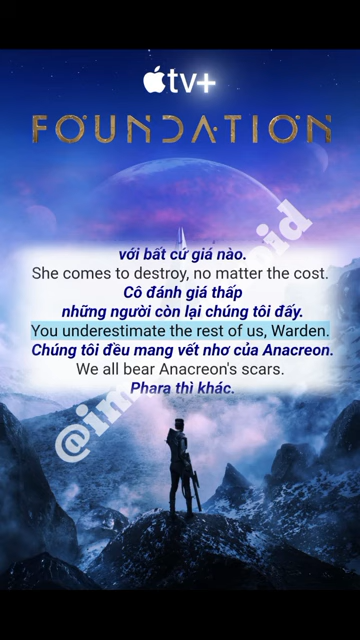 tv+
FOUNDATION
với bất cứ giá nào.
She comes to destroy, no matter the cost.
Cô đánh giá thấp
những người còn lại chúng tôi đấy.
You underestimate the rest of us, Warden.
Chúng tôi đều mang vết nhơ của Anacreon.
We all bear Anacreon's scars.
Phara thì khác.